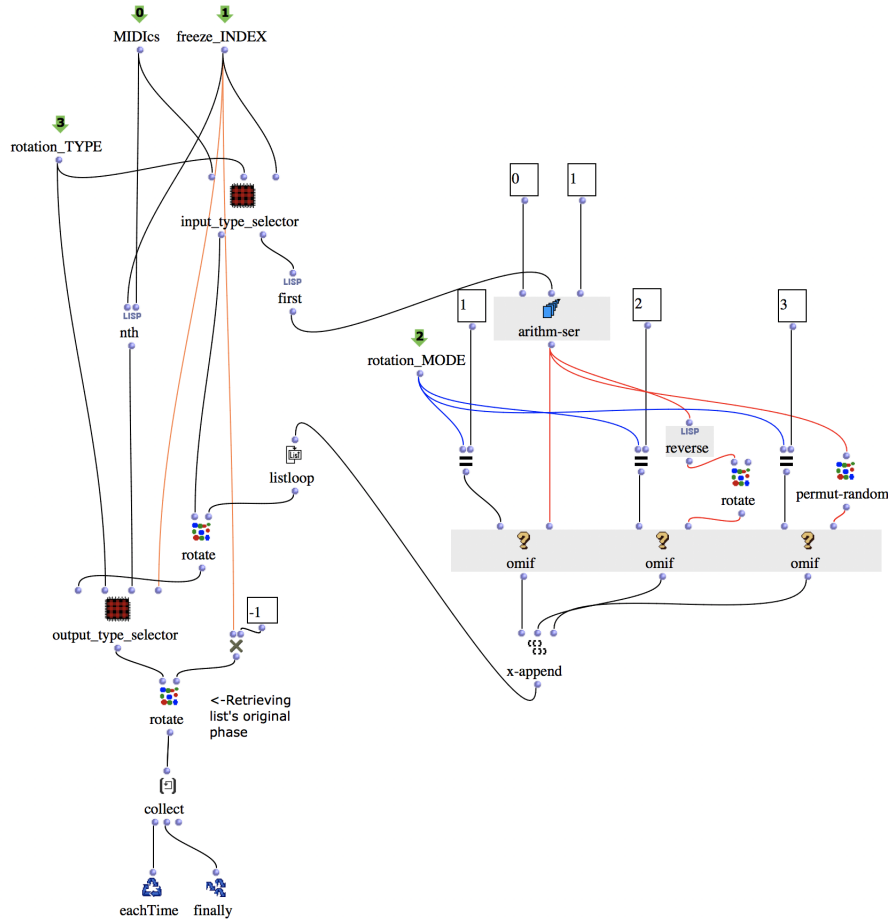 0
1
MIDIcs
freeze_INDEX
3
rotation_TYPE
0
1
input_type_selector
LISP
first
1
2
3
arithm-ser
LISP
nth
2
rotation_MODE
LISP
reverse
listloop
rotate
permut-random
rotate
omif
omif
omif
-1
output_type_selector
x-append
<-Retrieving
list's original
phase
rotate
collect
eachTime
finally